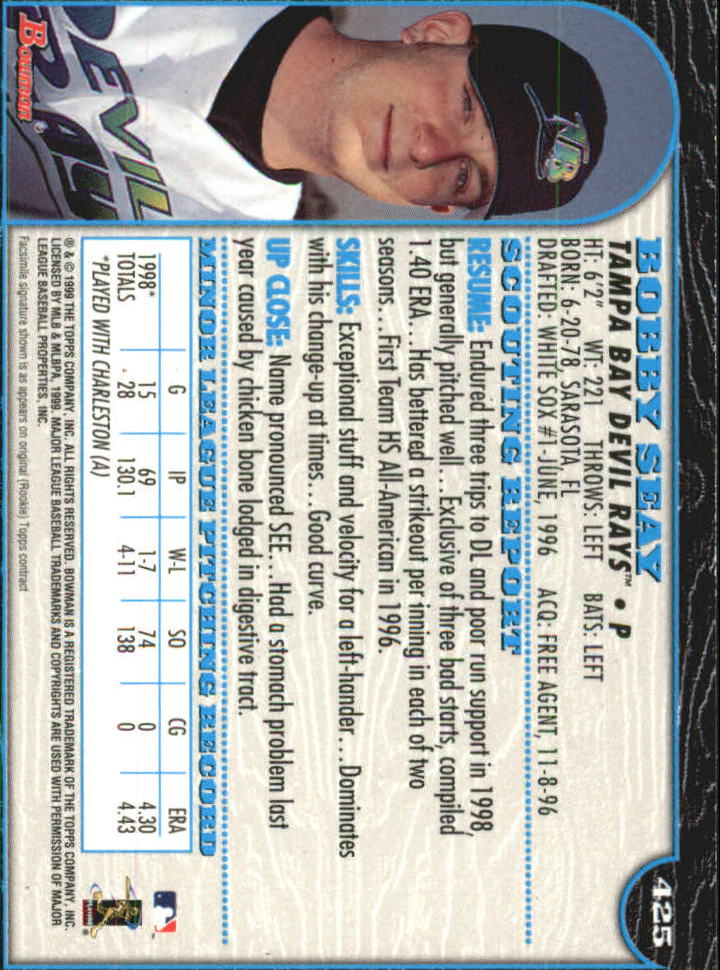 425
BOBBY SEAY
TAMPA BAY DEVIL RAYS™ • P
HT: 6'2" WT: 221 THROWS: LEFT BATS: LEFT
BORN: 6-20-78, SARASOTA, FL
DRAFTED: WHITE SOX #1-JUNE, 1996 ACQ: FREE AGENT, 11-8-96
SCOUTING REPORT
RESUME: Endured three trips to DL and poor run support in 1998,
but generally pitched well...Exclusive of three bad starts, compiled
1.40 ERA...Has bettered a strikeout per inning in each of two
seasons...First Team HS All-American in 1996.
SKILLS: Exceptional stuff and velocity for a left-hander...Dominates
with his change-up at times...Good curve.
UP CLOSE: Name pronounced SEE...Had a stomach problem last
year caused by chicken bone lodged in digestive tract.
MINOR LEAGUE PITCHING RECORD
G IP W-L SO CG ERA
1998* 15 69 1-7 74 0 4.30
TOTALS 28 130.1 4-11 138 0 4.43
*PLAYED WITH CHARLESTON (A)
® & © 1999 THE TOPPS COMPANY, INC. ALL RIGHTS RESERVED. BOWMAN IS A REGISTERED TRADEMARK OF THE TOPPS COMPANY, INC.
LICENSED BY MLB & MLBPA, 1999. MAJOR LEAGUE BASEBALL TRADEMARKS AND COPYRIGHTS ARE USED WITH PERMISSION OF MAJOR
LEAGUE BASEBALL PROPERTIES, INC.
Facsimile signature shown is as appears on original (Rookie) Topps contract
TB
DEVIL
RAYS
BOWMAN®